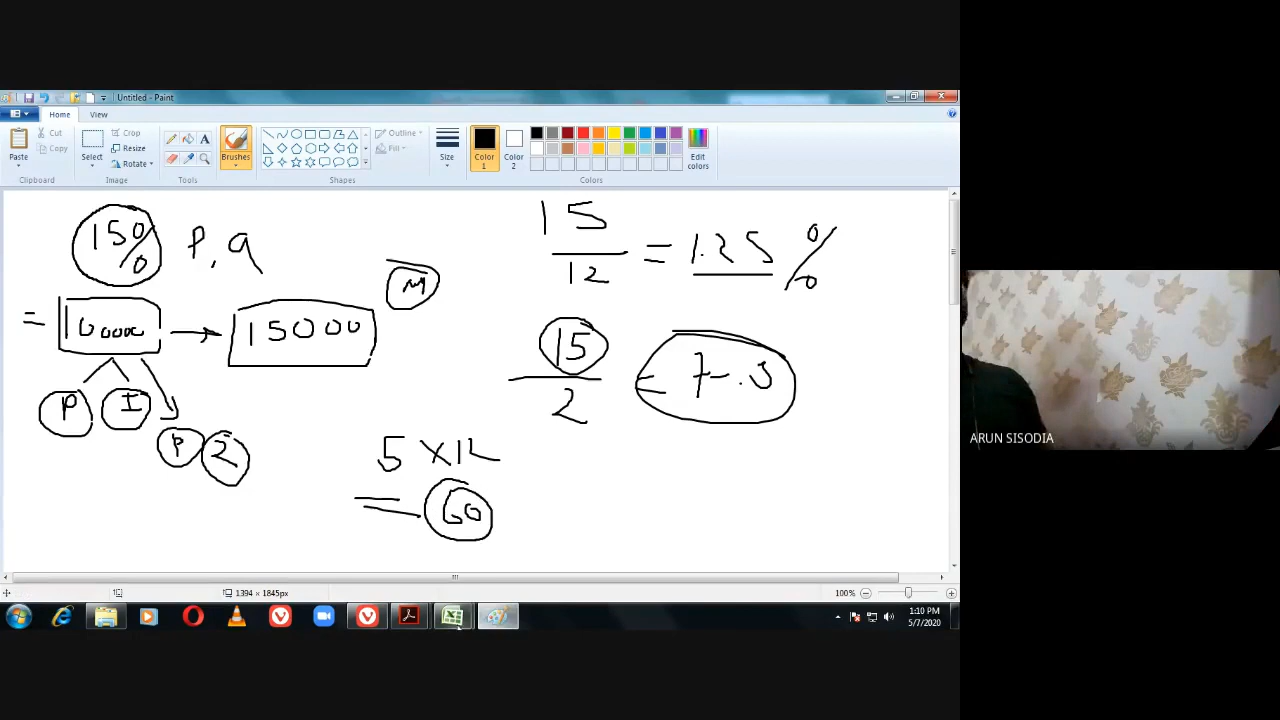 Untitled - Paint
Home View
Paste
Cut
Copy
Clipboard
Select
Crop
Resize
Rotate
Image
A
Tools
Brushes
Outline
Fill
Shapes
Size
Color 1
Color 2
Edit colors
Colors
15% P, q
= 100000 → 15000
M
P I
P 2
15
12
= 1.25 %
15
2
= 7.5
5 × 12
= 60
ARUN SISODIA
1394 × 1845px
100%
1:10 PM
5/7/2020